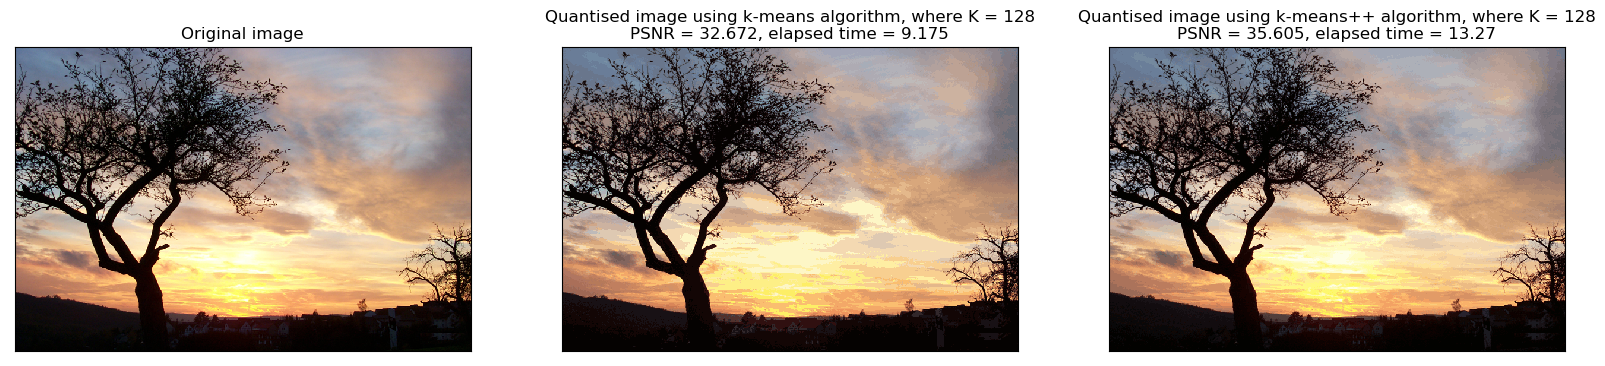 Original image
Quantised image using k-means algorithm, where K = 128
PSNR = 32.672, elapsed time = 9.175
Quantised image using k-means++ algorithm, where K = 128
PSNR = 35.605, elapsed time = 13.27